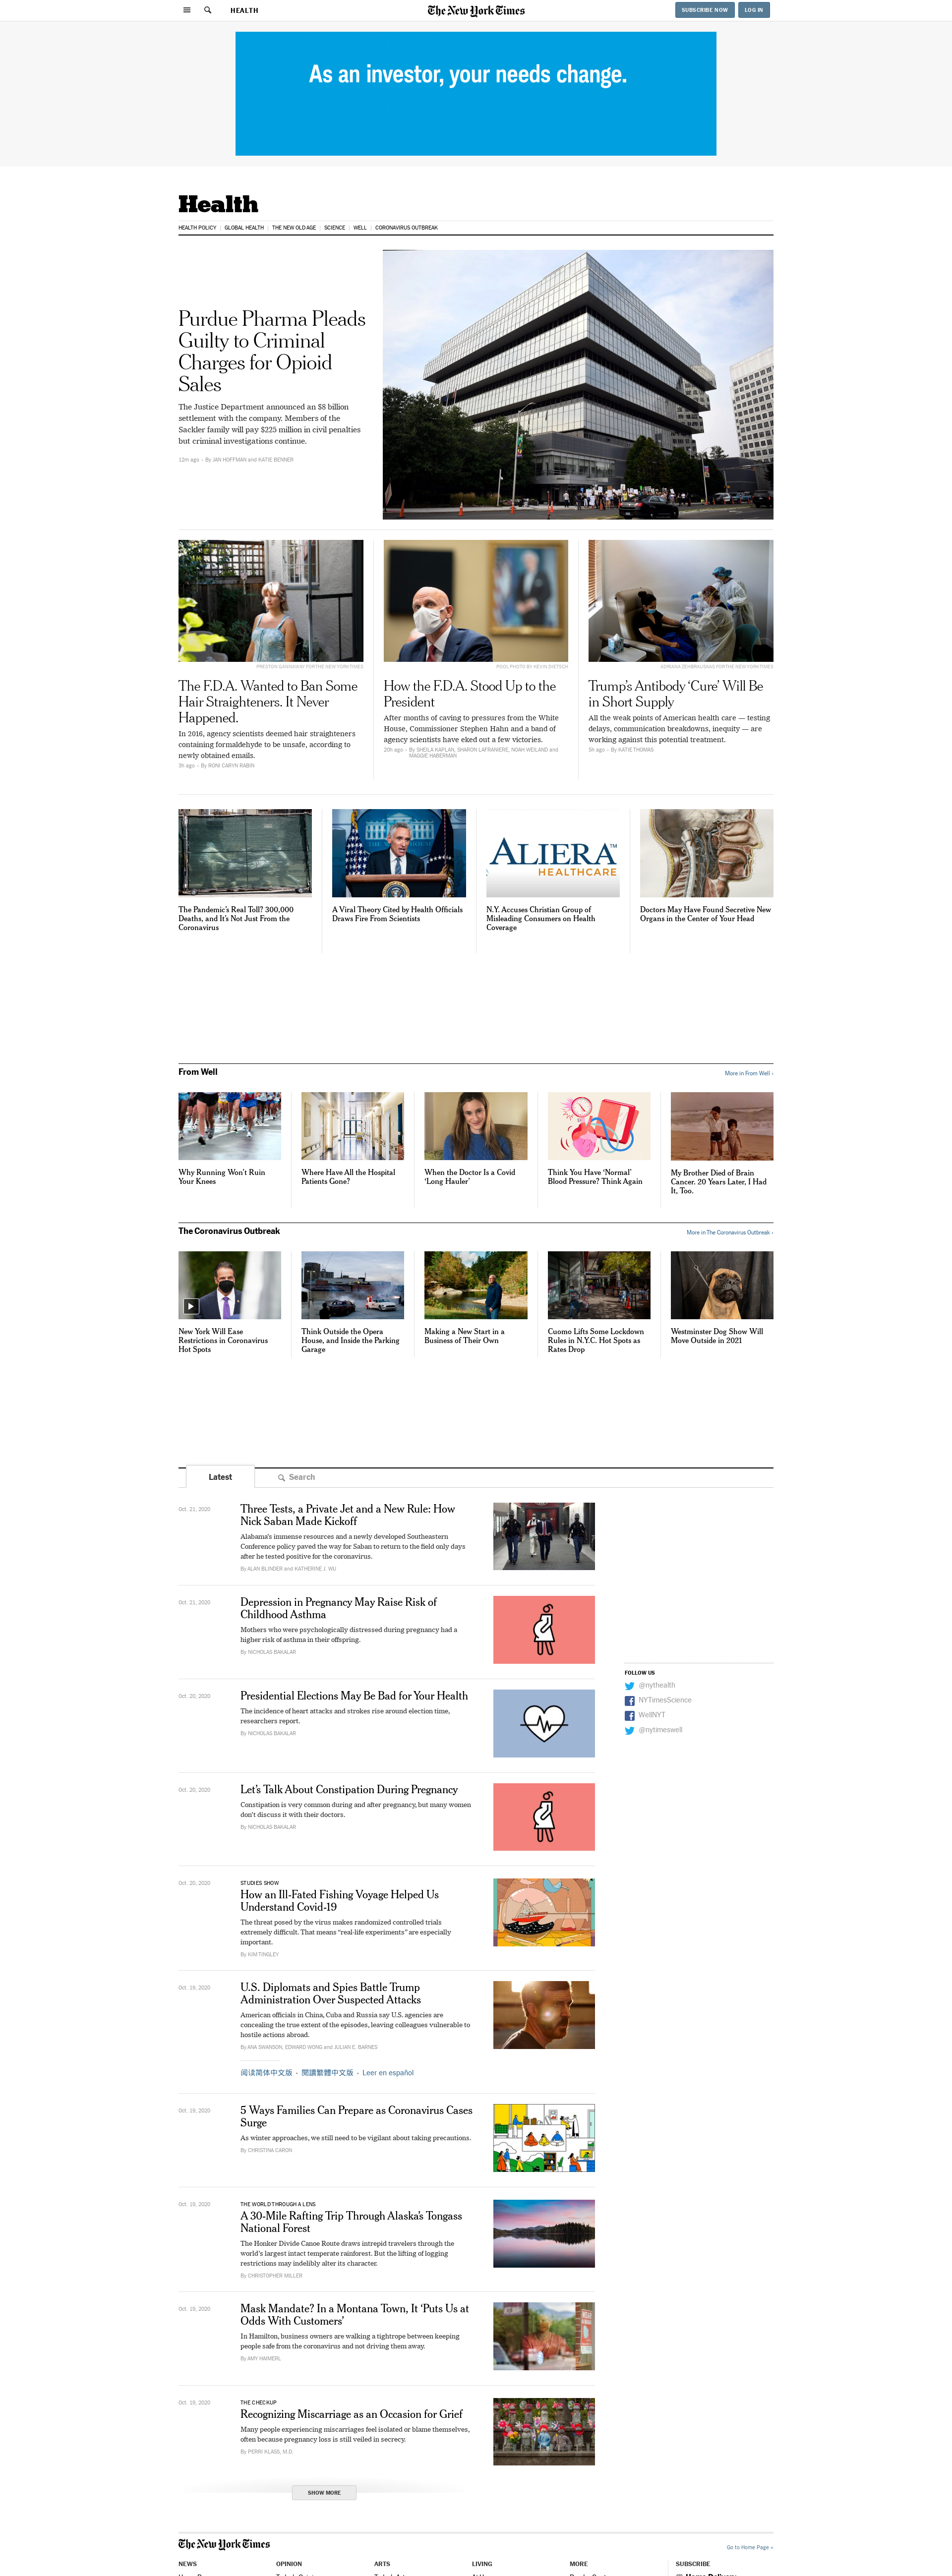 HEALTH
The New York Times
SUBSCRIBE NOW
LOG IN
As an investor, your needs change.
Health
HEALTH POLICY
GLOBAL HEALTH
THE NEW OLD AGE
SCIENCE
WELL
CORONAVIRUS OUTBREAK
Purdue Pharma Pleads
Guilty to Criminal
Charges for Opioid
Sales
The Justice Department announced an $8 billion
settlement with the company. Members of the
Sackler family will pay $225 million in civil penalties
but criminal investigations continue.
12m ago – By JAN HOFFMAN and KATIE BENNER
PRESTON GANNAWAY FOR THE NEW YORK TIMES
The F.D.A. Wanted to Ban Some
Hair Straighteners. It Never
Happened.
In 2016, agency scientists deemed hair straighteners
containing formaldehyde to be unsafe, according to
newly obtained emails.
3h ago – By RONI CARYN RABIN
POOL PHOTO BY KEVIN DIETSCH
How the F.D.A. Stood Up to the
President
After months of caving to pressures from the White
House, Commissioner Stephen Hahn and a band of
agency scientists have eked out a few victories.
20h ago – By SHEILA KAPLAN, SHARON LAFRANIERE, NOAH WEILAND and
MAGGIE HABERMAN
ADRIANA ZEHBRAUSKAS FOR THE NEW YORK TIMES
Trump’s Antibody ‘Cure’ Will Be
in Short Supply
All the weak points of American health care — testing
delays, communication breakdowns, inequity — are
working against this potential treatment.
5h ago – By KATIE THOMAS
The Pandemic’s Real Toll? 300,000
Deaths, and It’s Not Just From the
Coronavirus
A Viral Theory Cited by Health Officials
Draws Fire From Scientists
ALIERA™
HEALTHCARE
N.Y. Accuses Christian Group of
Misleading Consumers on Health
Coverage
Doctors May Have Found Secretive New
Organs in the Center of Your Head
From Well
More in From Well ›
Why Running Won’t Ruin
Your Knees
Where Have All the Hospital
Patients Gone?
When the Doctor Is a Covid
‘Long Hauler’
Think You Have ‘Normal’
Blood Pressure? Think Again
My Brother Died of Brain
Cancer. 20 Years Later, I Had
It, Too.
The Coronavirus Outbreak
More in The Coronavirus Outbreak ›
New York Will Ease
Restrictions in Coronavirus
Hot Spots
Think Outside the Opera
House, and Inside the Parking
Garage
Making a New Start in a
Business of Their Own
Cuomo Lifts Some Lockdown
Rules in N.Y.C. Hot Spots as
Rates Drop
Westminster Dog Show Will
Move Outside in 2021
Latest
Search
Oct. 21, 2020
Three Tests, a Private Jet and a New Rule: How
Nick Saban Made Kickoff
Alabama’s immense resources and a newly developed Southeastern
Conference policy paved the way for Saban to return to the field only days
after he tested positive for the coronavirus.
By ALAN BLINDER and KATHERINE J. WU
Oct. 21, 2020
Depression in Pregnancy May Raise Risk of
Childhood Asthma
Mothers who were psychologically distressed during pregnancy had a
higher risk of asthma in their offspring.
By NICHOLAS BAKALAR
Oct. 20, 2020
Presidential Elections May Be Bad for Your Health
The incidence of heart attacks and strokes rise around election time,
researchers report.
By NICHOLAS BAKALAR
Oct. 20, 2020
Let’s Talk About Constipation During Pregnancy
Constipation is very common during and after pregnancy, but many women
don’t discuss it with their doctors.
By NICHOLAS BAKALAR
Oct. 20, 2020
STUDIES SHOW
How an Ill-Fated Fishing Voyage Helped Us
Understand Covid-19
The threat posed by the virus makes randomized controlled trials
extremely difficult. That means “real-life experiments” are especially
important.
By KIM TINGLEY
Oct. 19, 2020
U.S. Diplomats and Spies Battle Trump
Administration Over Suspected Attacks
American officials in China, Cuba and Russia say U.S. agencies are
concealing the true extent of the episodes, leaving colleagues vulnerable to
hostile actions abroad.
By ANA SWANSON, EDWARD WONG and JULIAN E. BARNES
阅读简体中文版 • 閱讀繁體中文版 • Leer en español
Oct. 19, 2020
5 Ways Families Can Prepare as Coronavirus Cases
Surge
As winter approaches, we still need to be vigilant about taking precautions.
By CHRISTINA CARON
Oct. 19, 2020
THE WORLD THROUGH A LENS
A 30-Mile Rafting Trip Through Alaska’s Tongass
National Forest
The Honker Divide Canoe Route draws intrepid travelers through the
world’s largest intact temperate rainforest. But the lifting of logging
restrictions may indelibly alter its character.
By CHRISTOPHER MILLER
Oct. 19, 2020
Mask Mandate? In a Montana Town, It ‘Puts Us at
Odds With Customers’
In Hamilton, business owners are walking a tightrope between keeping
people safe from the coronavirus and not driving them away.
By AMY HAIMERL
Oct. 19, 2020
THE CHECKUP
Recognizing Miscarriage as an Occasion for Grief
Many people experiencing miscarriages feel isolated or blame themselves,
often because pregnancy loss is still veiled in secrecy.
By PERRI KLASS, M.D.
SHOW MORE
FOLLOW US
@nythealth
NYTimesScience
WellNYT
@nytimeswell
The New York Times
Go to Home Page »
NEWS
OPINION
ARTS
LIVING
MORE
SUBSCRIBE